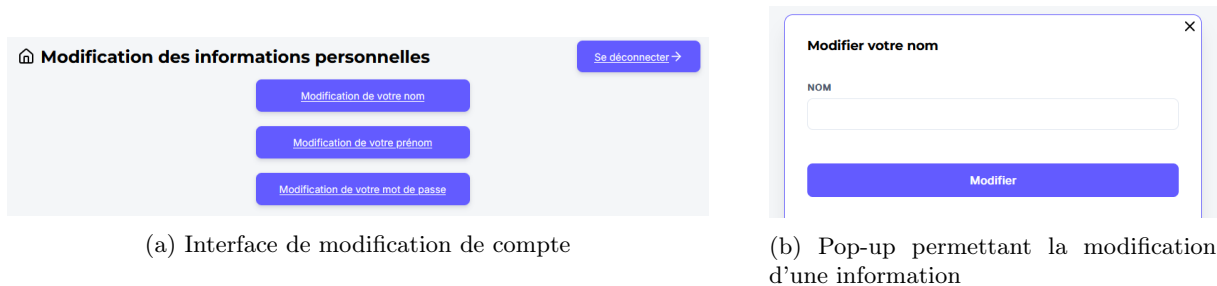 Modification des informations personnelles
Se déconnecter
Modification de votre nom
Modification de votre prénom
Modification de votre mot de passe
(a) Interface de modification de compte
Modifier votre nom
NOM
Modifier
(b) Pop-up permettant la modification
d'une information